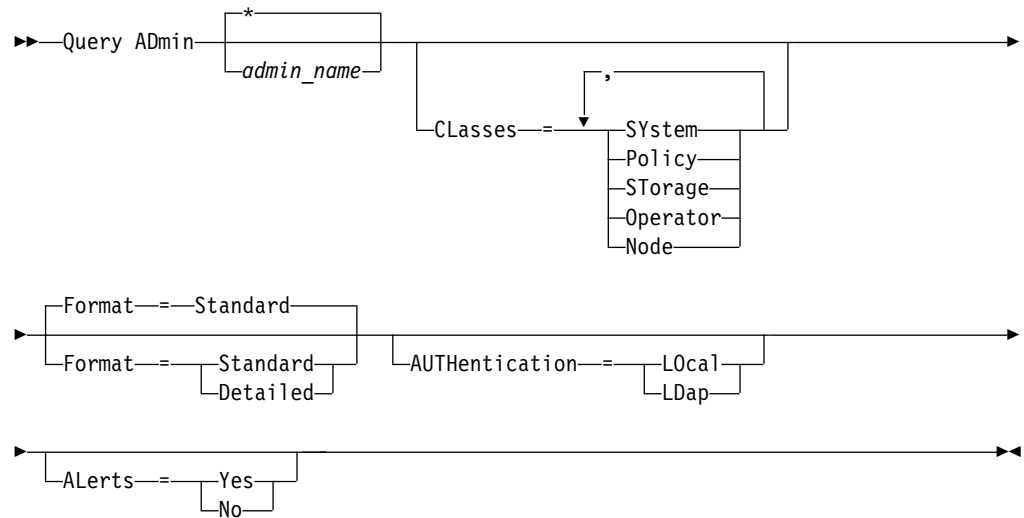 *
Query ADmin
admin_name
,
CLasses = SYstem
Policy
STorage
Operator
Node
Format = Standard
Format = Standard
Detailed
AUTHentication = LOcal
LDap
ALerts = Yes
No